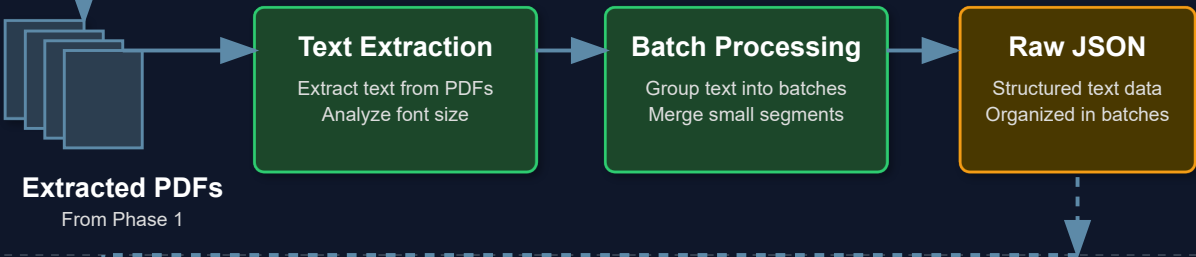 Text Extraction
Extract text from PDFs
Analyze font size
Batch Processing
Group text into batches
Merge small segments
Raw JSON
Structured text data
Organized in batches
Extracted PDFs
From Phase 1